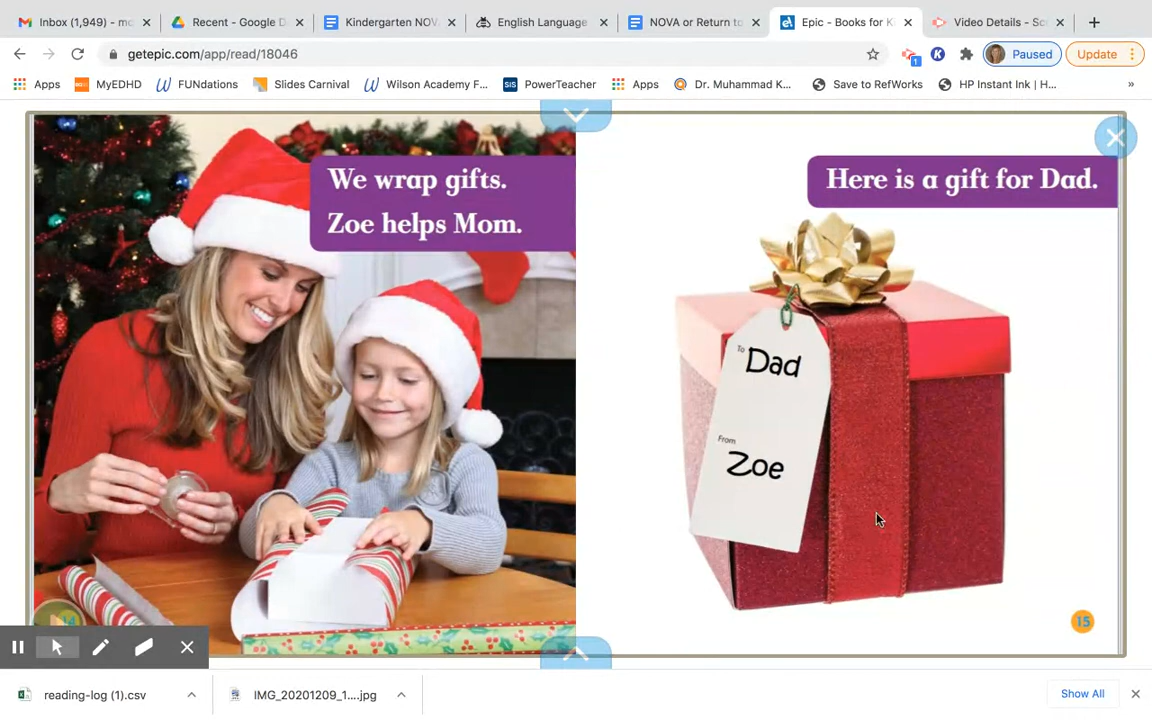 Inbox (1,949) - mc
Recent - Google D
Kindergarten NOV
English Language
NOVA or Return to
Epic - Books for K
Video Details - Sc
getepic.com/app/read/18046
Paused
Update
1
Apps
MyEDHD
FUNdations
Slides Carnival
Wilson Academy F...
SIS
PowerTeacher
Apps
Dr. Muhammad K...
Save to RefWorks
HP Instant Ink | H...
»
We wrap gifts.
Zoe helps Mom.
Here is a gift for Dad.
To
Dad
From
Zoe
15
reading-log (1).csv
IMG_20201209_1....jpg
Show All